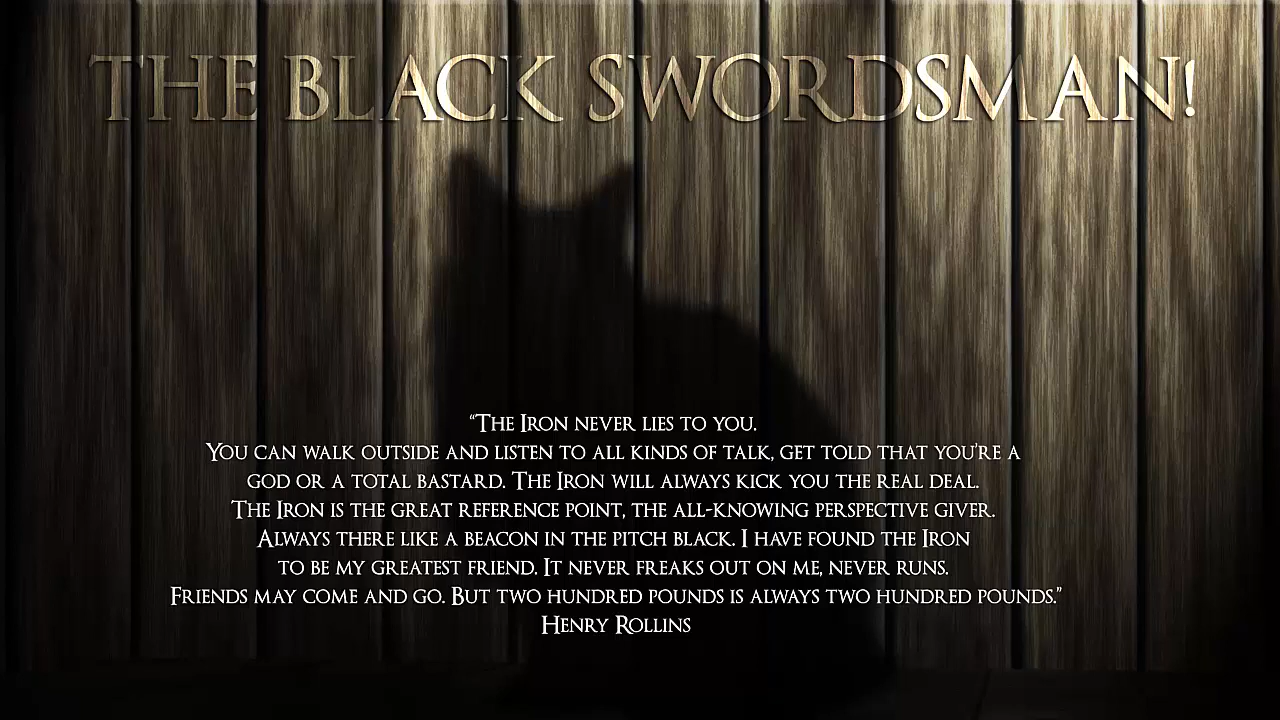 THE BLACK SWORDSMAN!
“THE IRON NEVER LIES TO YOU.
YOU CAN WALK OUTSIDE AND LISTEN TO ALL KINDS OF TALK, GET TOLD THAT YOU'RE A
GOD OR A TOTAL BASTARD. THE IRON WILL ALWAYS KICK YOU THE REAL DEAL.
THE IRON IS THE GREAT REFERENCE POINT, THE ALL-KNOWING PERSPECTIVE GIVER.
ALWAYS THERE LIKE A BEACON IN THE PITCH BLACK. I HAVE FOUND THE IRON
TO BE MY GREATEST FRIEND. IT NEVER FREAKS OUT ON ME, NEVER RUNS.
FRIENDS MAY COME AND GO. BUT TWO HUNDRED POUNDS IS ALWAYS TWO HUNDRED POUNDS.”
HENRY ROLLINS